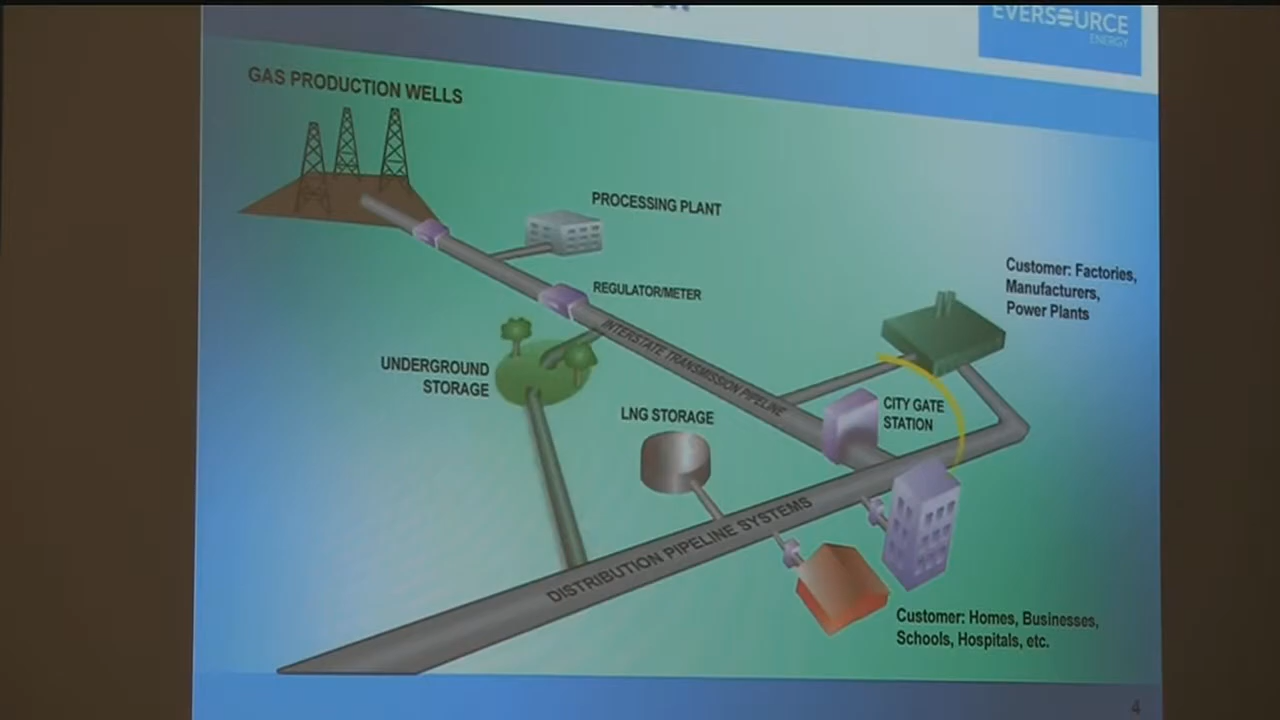 EVERSOURCE
ENERGY
GAS PRODUCTION WELLS
PROCESSING PLANT
REGULATOR/METER
Customer: Factories,
Manufacturers,
Power Plants
INTERSTATE TRANSMISSION PIPELINE
UNDERGROUND
STORAGE
LNG STORAGE
CITY GATE
STATION
DISTRIBUTION PIPELINE SYSTEMS
Customer: Homes, Businesses,
Schools, Hospitals, etc.
4